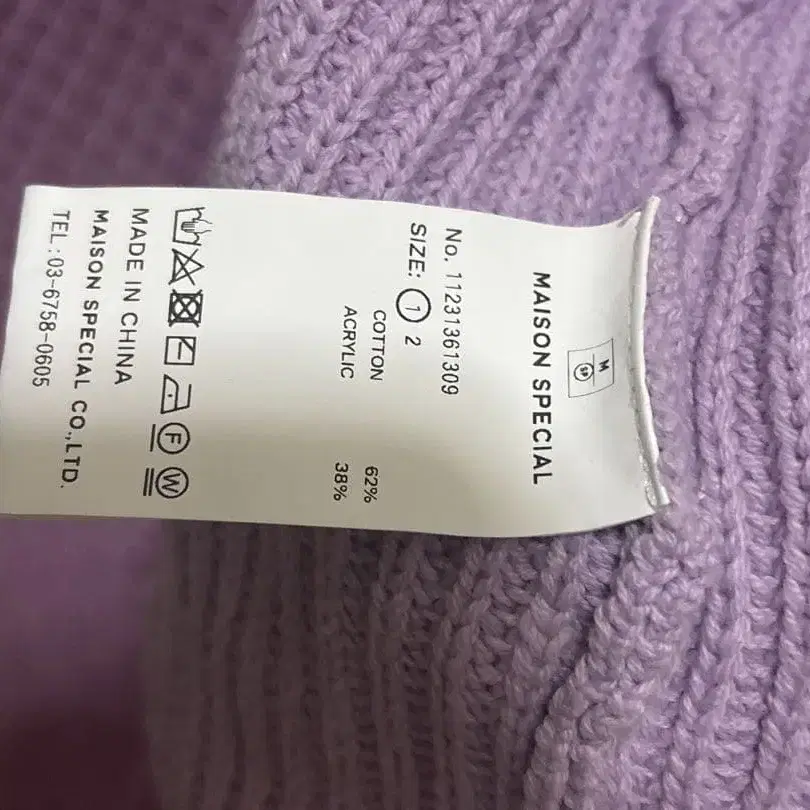 M
SP
MAISON SPECIAL
No. 11231361309
SIZE: 1 2
COTTON 62%
ACRYLIC 38%
F W
MADE IN CHINA
MAISON SPECIAL CO.,LTD.
TEL:03-6758-0605